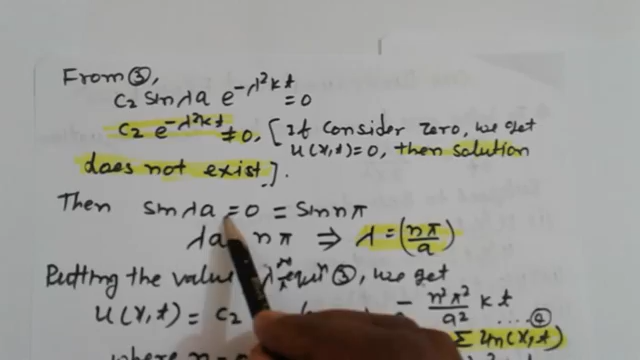 From ③,
c₂ sin λa e^{-λ²kt} = 0
c₂ e^{-λ²kt} ≠ 0, [If consider zero, we get
u(x,t) = 0, then solution
does not exist].
Then sin λa = 0 = sin nπ
λa nπ ⇒ λ = (nπ/a)
Putting the value λ equⁿ ③, we get
u(x,t) = c₂ - n²π²/a² kt ....④
where n =